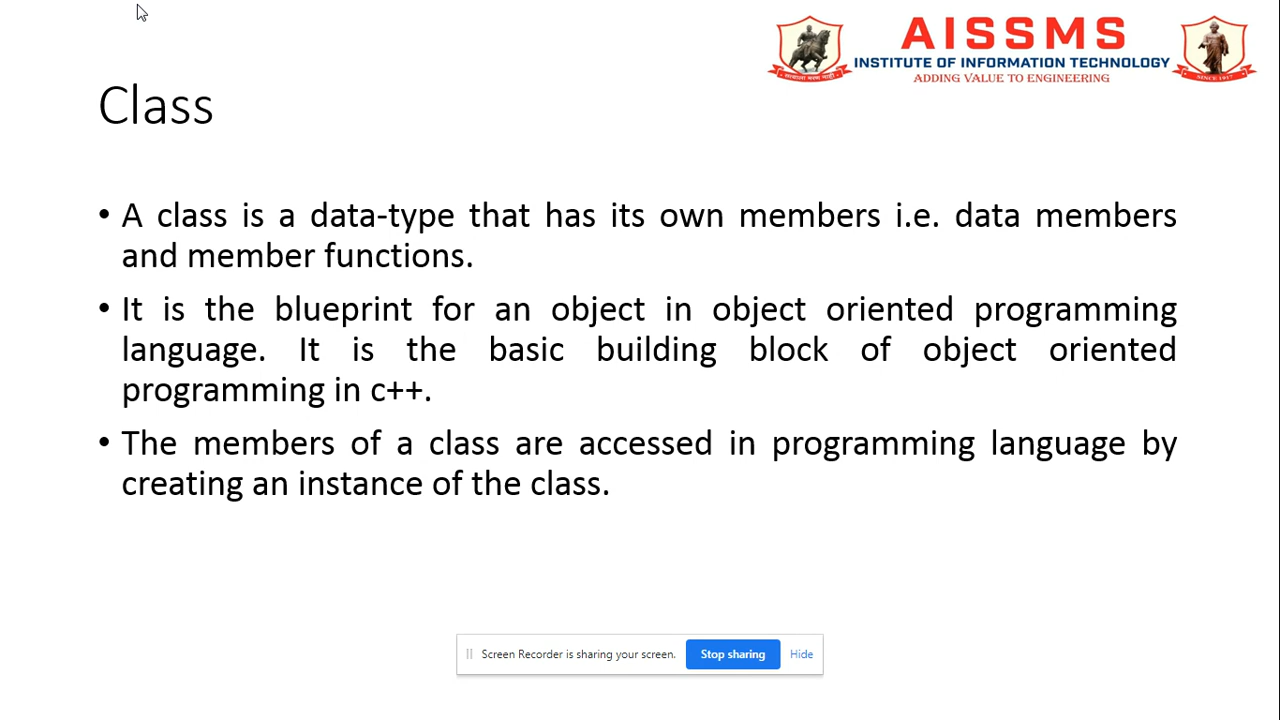 AISSMS
INSTITUTE OF INFORMATION TECHNOLOGY
ADDING VALUE TO ENGINEERING
SINCE 1917
Class
• A class is a data-type that has its own members i.e. data members
and member functions.
• It is the blueprint for an object in object oriented programming
language. It is the basic building block of object oriented
programming in c++.
• The members of a class are accessed in programming language by
creating an instance of the class.
Screen Recorder is sharing your screen.
Stop sharing
Hide